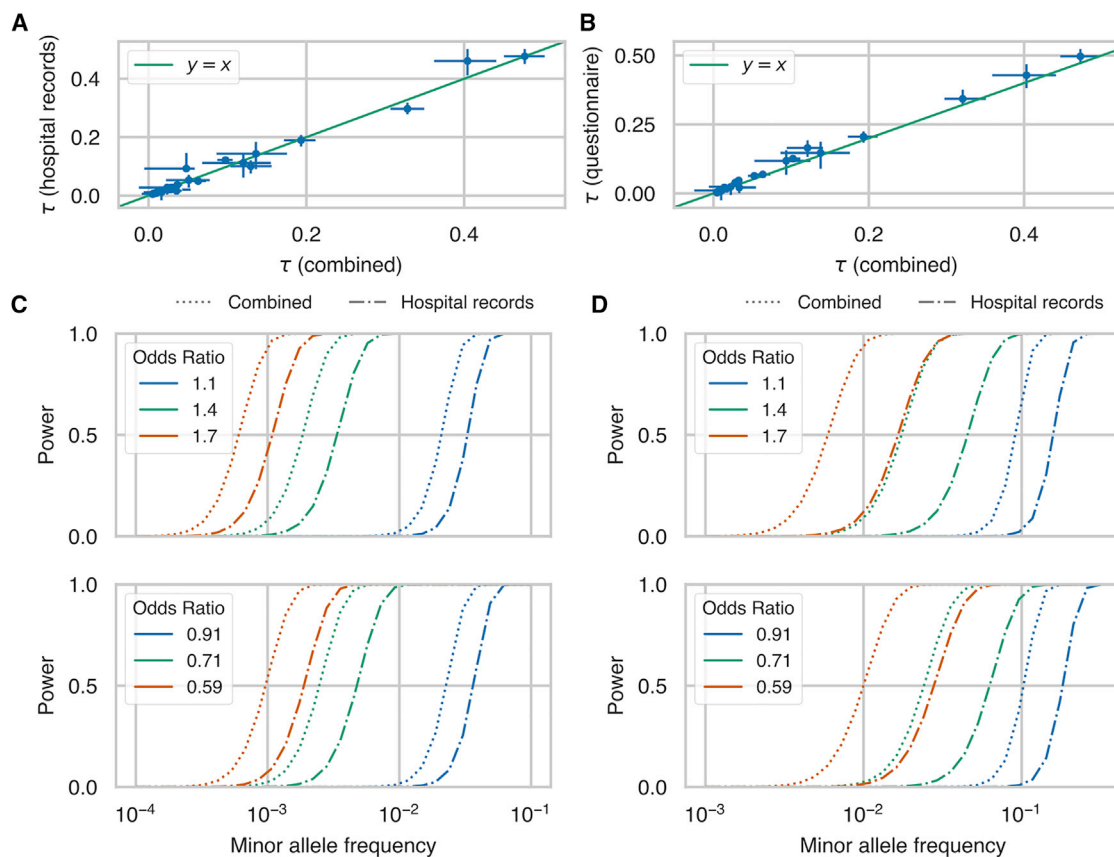 A
B
τ (hospital records)
0.4
0.2
0.0
y = x
0.0
0.2
0.4
τ (combined)
τ (questionnaire)
0.50
0.25
0.00
y = x
0.0
0.2
0.4
τ (combined)
C
Combined
Hospital records
D
Combined
Hospital records
Power
1.0
0.5
0.0
Odds Ratio
1.1
1.4
1.7
Power
1.0
0.5
0.0
Odds Ratio
1.1
1.4
1.7
Power
1.0
0.5
0.0
Odds Ratio
0.91
0.71
0.59
10⁻⁴
10⁻³
10⁻²
10⁻¹
Minor allele frequency
Power
1.0
0.5
0.0
Odds Ratio
0.91
0.71
0.59
10⁻³
10⁻²
10⁻¹
Minor allele frequency